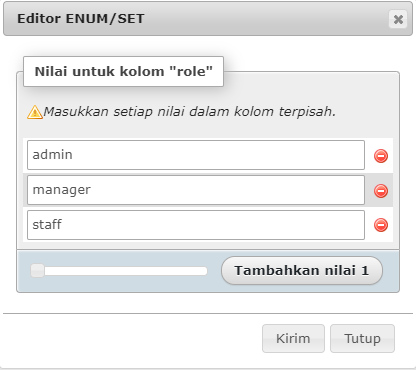 Editor ENUM/SET
Nilai untuk kolom "role"
Masukkan setiap nilai dalam kolom terpisah.
admin
manager
staff
Tambahkan nilai 1
Kirim
Tutup